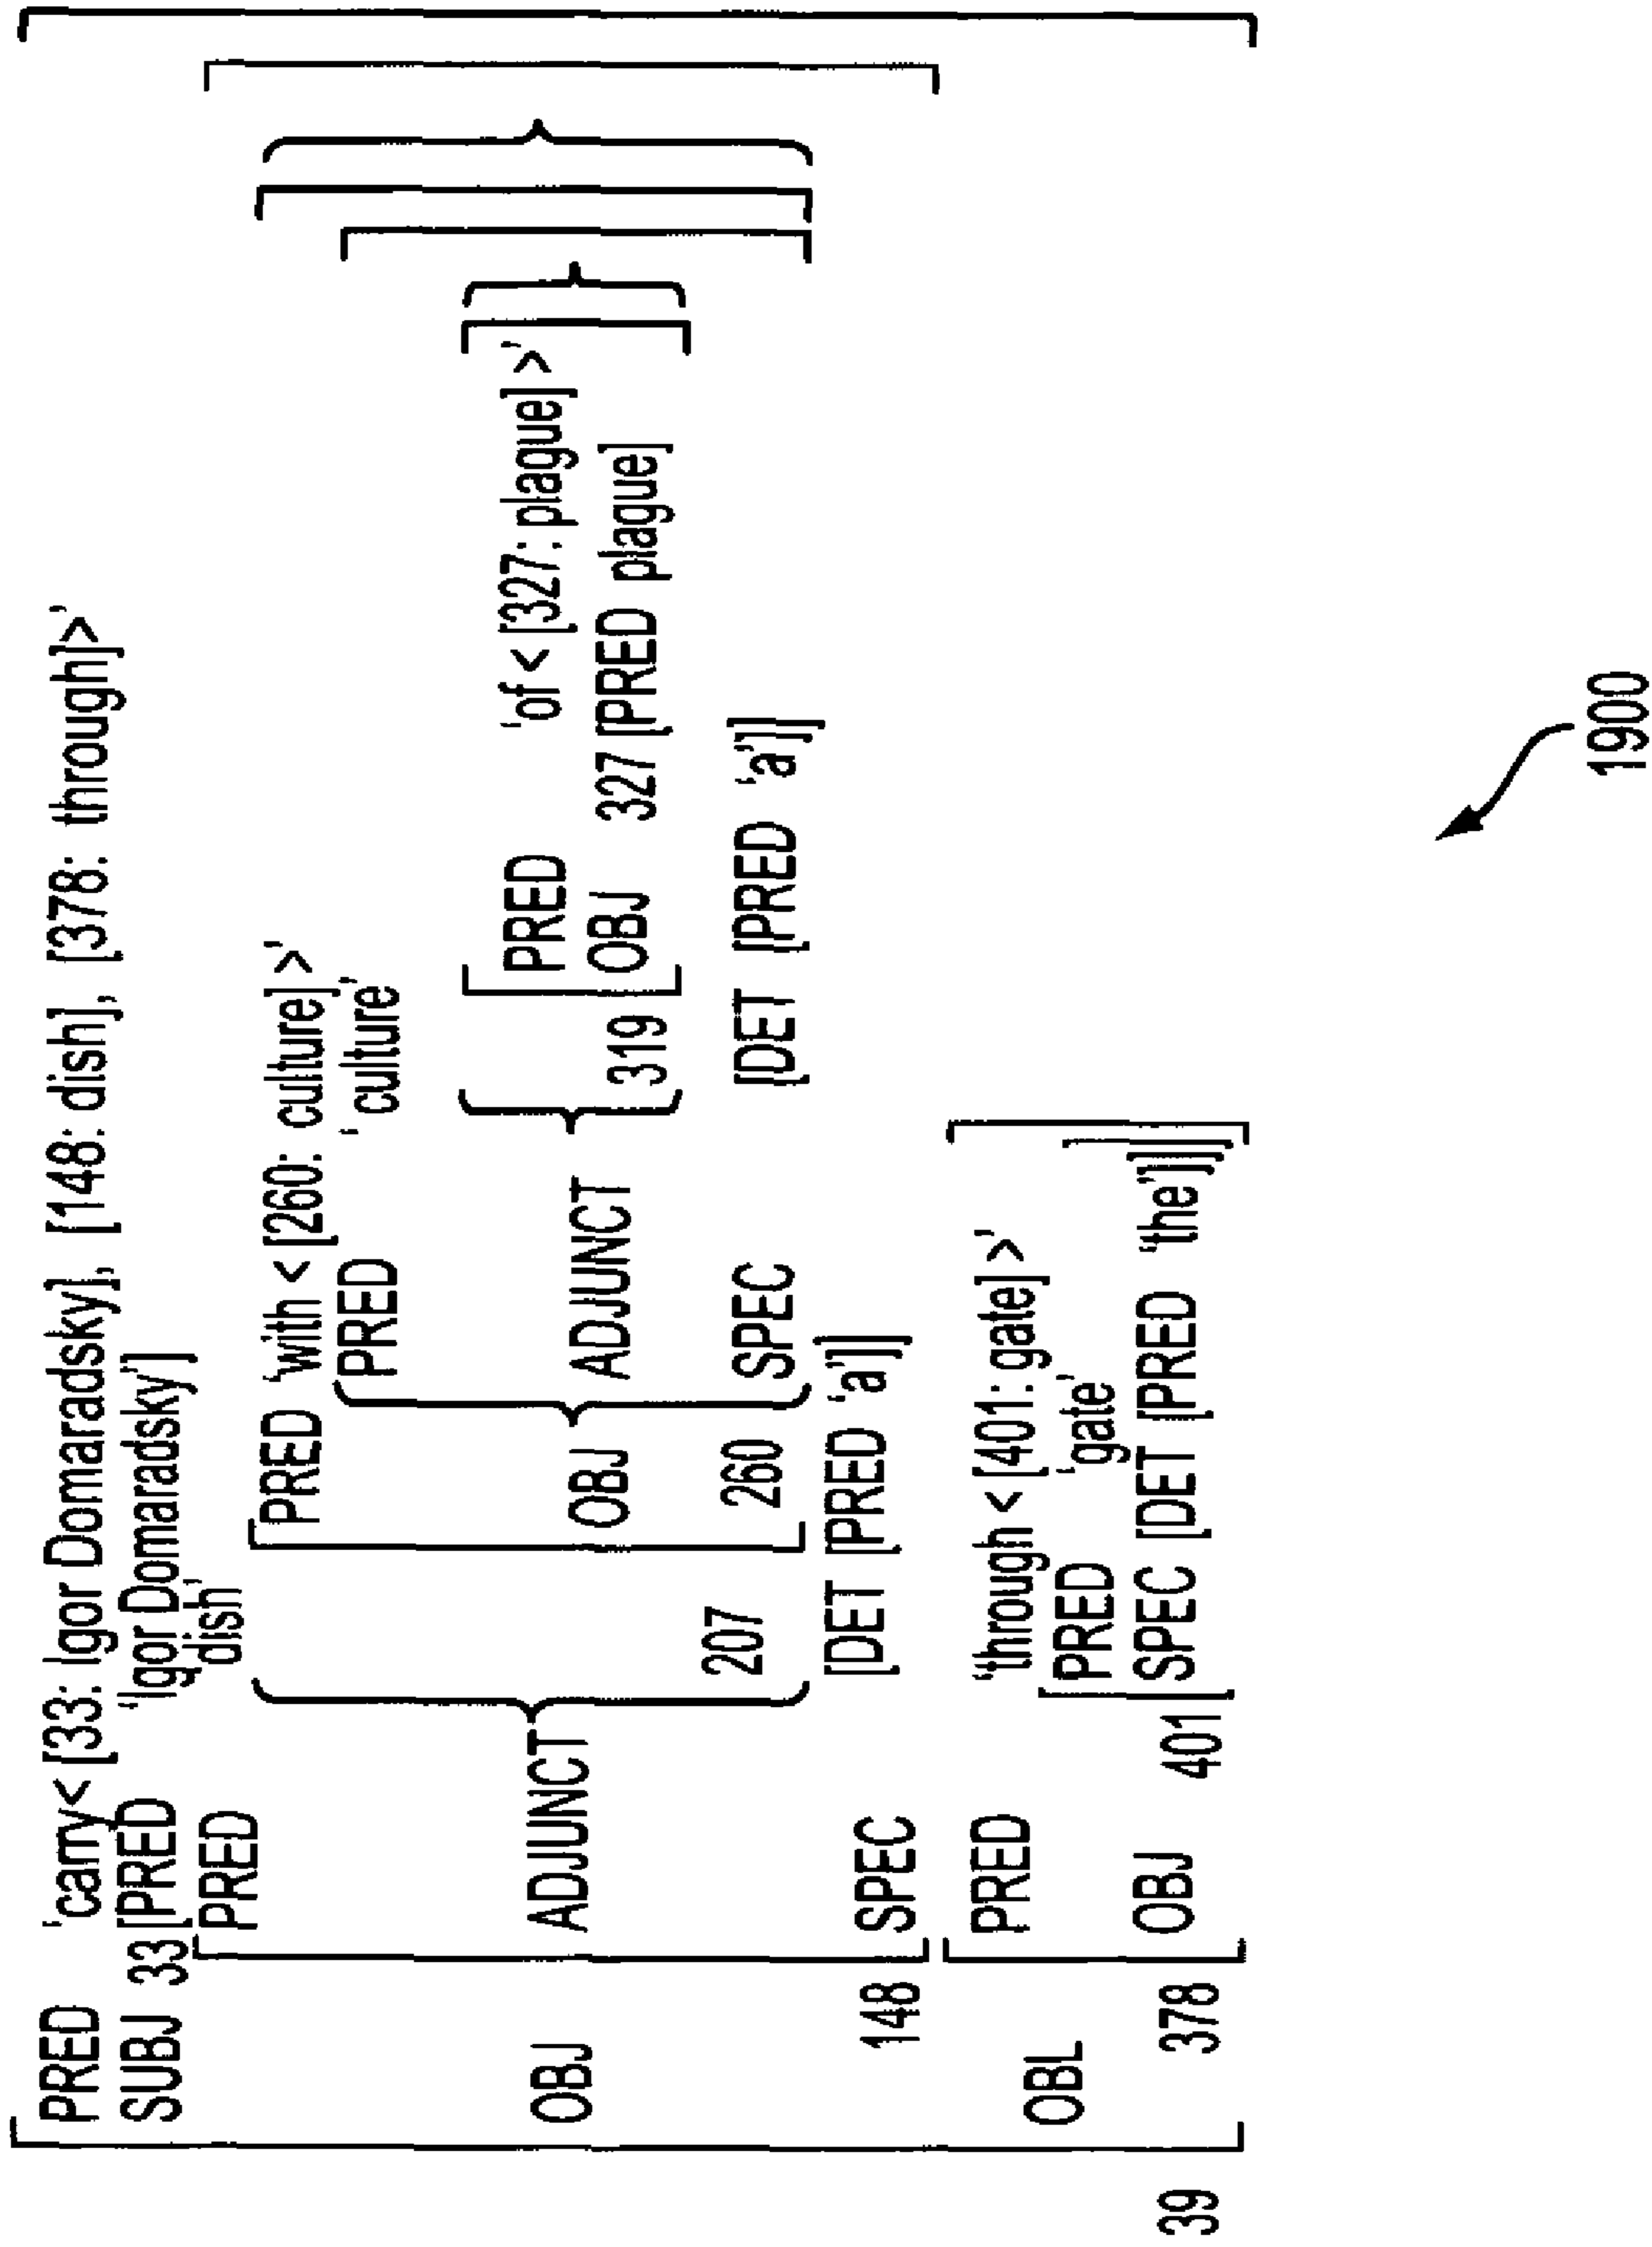 PRED 'carry< [33: Igor Domaradsky], [148: dish], [378: through]>'
SUBJ 33 [PRED 'Igor Domaradsky']
PRED 'dish'
PRED 'with < [260: culture] >'
PRED 'culture'
PRED 'of < [327: plague] >'
OBJ ADJUNCT OBJ ADJUNCT
OBJ 327 [PRED plague]
319
207 260 SPEC [DET [PRED 'a']]
148 SPEC [DET [PRED 'a']]
PRED 'through < [401: gate] >'
OBL
PRED 'gate'
39 378 OBJ 401 SPEC [DET [PRED 'the']]
1900